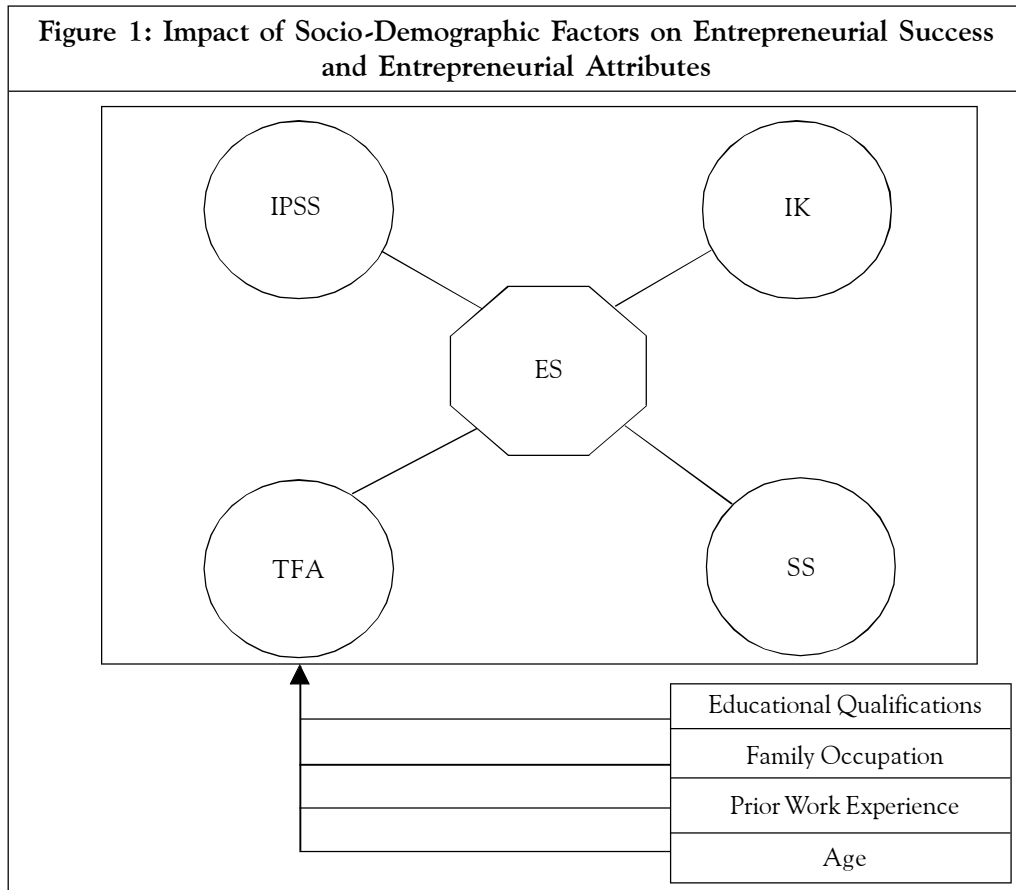 Figure 1: Impact of Socio-Demographic Factors on Entrepreneurial Success
and Entrepreneurial Attributes
IPSS
IK
ES
TFA
SS
Educational Qualifications
Family Occupation
Prior Work Experience
Age